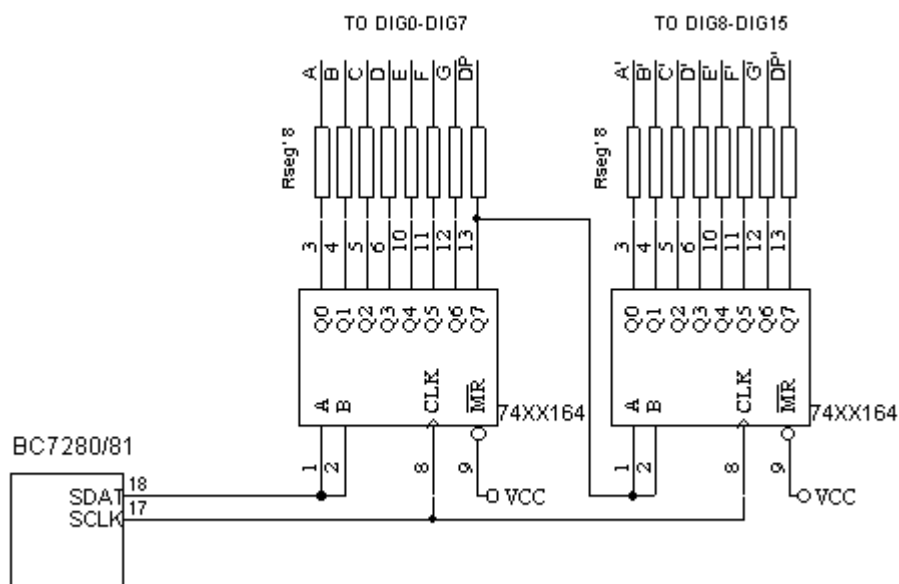 TO DIG0-DIG7
TO DIG8-DIG15
A B C D E F G DP
A' B' C' D' E' F' G' DP'
Rseg* 8
Rseg* 8
3 4 5 6 10 11 12 13
3 4 5 6 10 11 12 13
Q0 Q1 Q2 Q3 Q4 Q5 Q6 Q7
Q0 Q1 Q2 Q3 Q4 Q5 Q6 Q7
A B CLK MR
A B CLK MR
74XX164
74XX164
BC7280/81
1 2 8 9
1 2 8 9
SDAT 18
VCC
VCC
SCLK 17